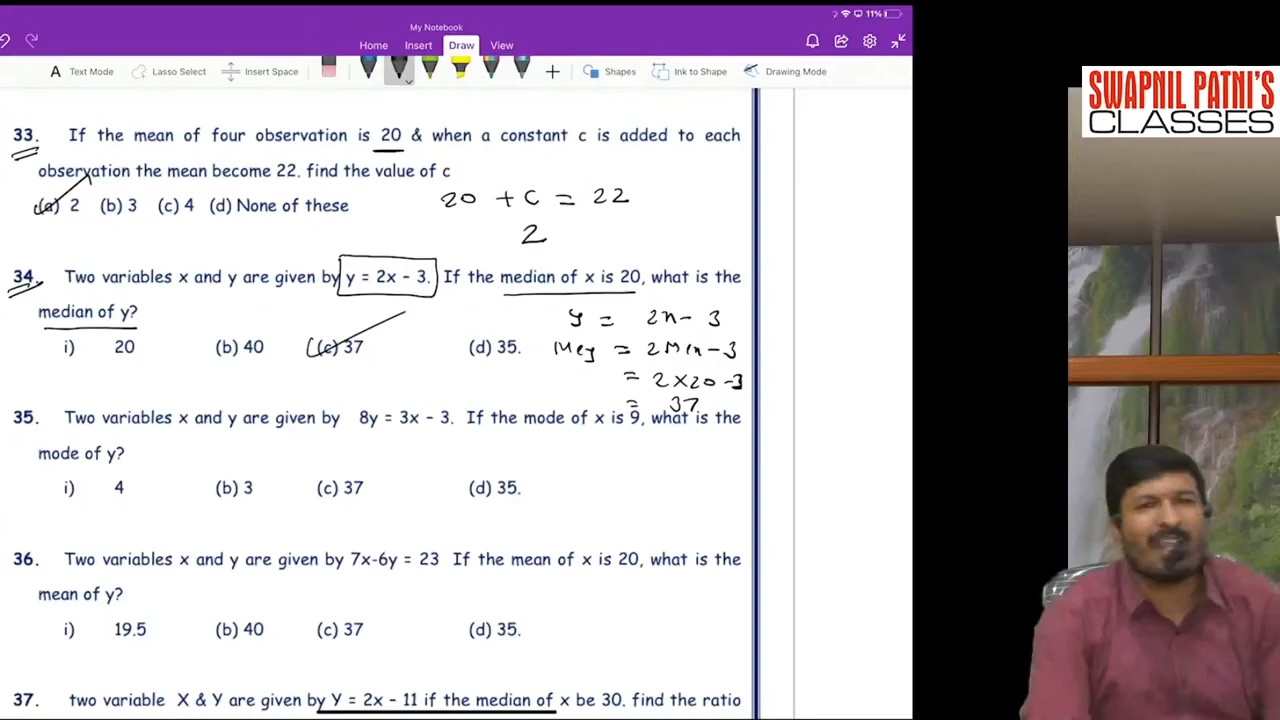 11%
My Notebook
Home Insert Draw View
Text Mode Lasso Select Insert Space Shapes Ink to Shape Drawing Mode
SWAPNIL PATNI'S
CLASSES
33. If the mean of four observation is 20 & when a constant c is added to each
observation the mean become 22. find the value of c
(a) 2 (b) 3 (c) 4 (d) None of these
20 + c = 22
2
34. Two variables x and y are given by y = 2x – 3. If the median of x is 20, what is the
median of y?
i) 20 (b) 40 (c) 37 (d) 35.
y = 2x - 3
Mey = 2Mex - 3
= 2x20 - 3
= 37
35. Two variables x and y are given by 8y = 3x – 3. If the mode of x is 9, what is the
mode of y?
i) 4 (b) 3 (c) 37 (d) 35.
36. Two variables x and y are given by 7x-6y = 23 If the mean of x is 20, what is the
mean of y?
i) 19.5 (b) 40 (c) 37 (d) 35.
37. two variable X & Y are given by Y = 2x – 11 if the median of x be 30. find the ratio